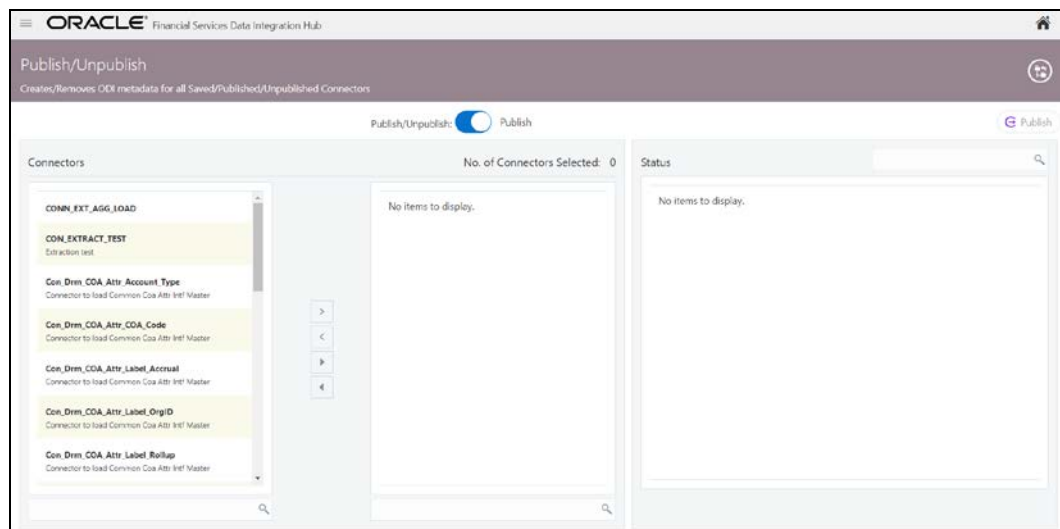 ORACLE® Financial Services Data Integration Hub
Publish/Unpublish
Creates/Removes ODI metadata for all Saved/Published/Unpublished Connectors
Publish/Unpublish: Publish
Publish
Connectors
No. of Connectors Selected: 0
Status
CONN_EXT_AGG_LOAD
CON_EXTRACT_TEST
Extraction test
Con_Drm_COA_Attr_Account_Type
Connector to load Common Coa Attr Intf Master
Con_Drm_COA_Attr_COA_Code
Connector to load Common Coa Attr Intf Master
Con_Drm_COA_Attr_Label_Accrual
Connector to load Common Coa Attr Intf Master
Con_Drm_COA_Attr_Label_OrgID
Connector to load Common Coa Attr Intf Master
Con_Drm_COA_Attr_Label_Rollup
Connector to load Common Coa Attr Intf Master
No items to display.
No items to display.